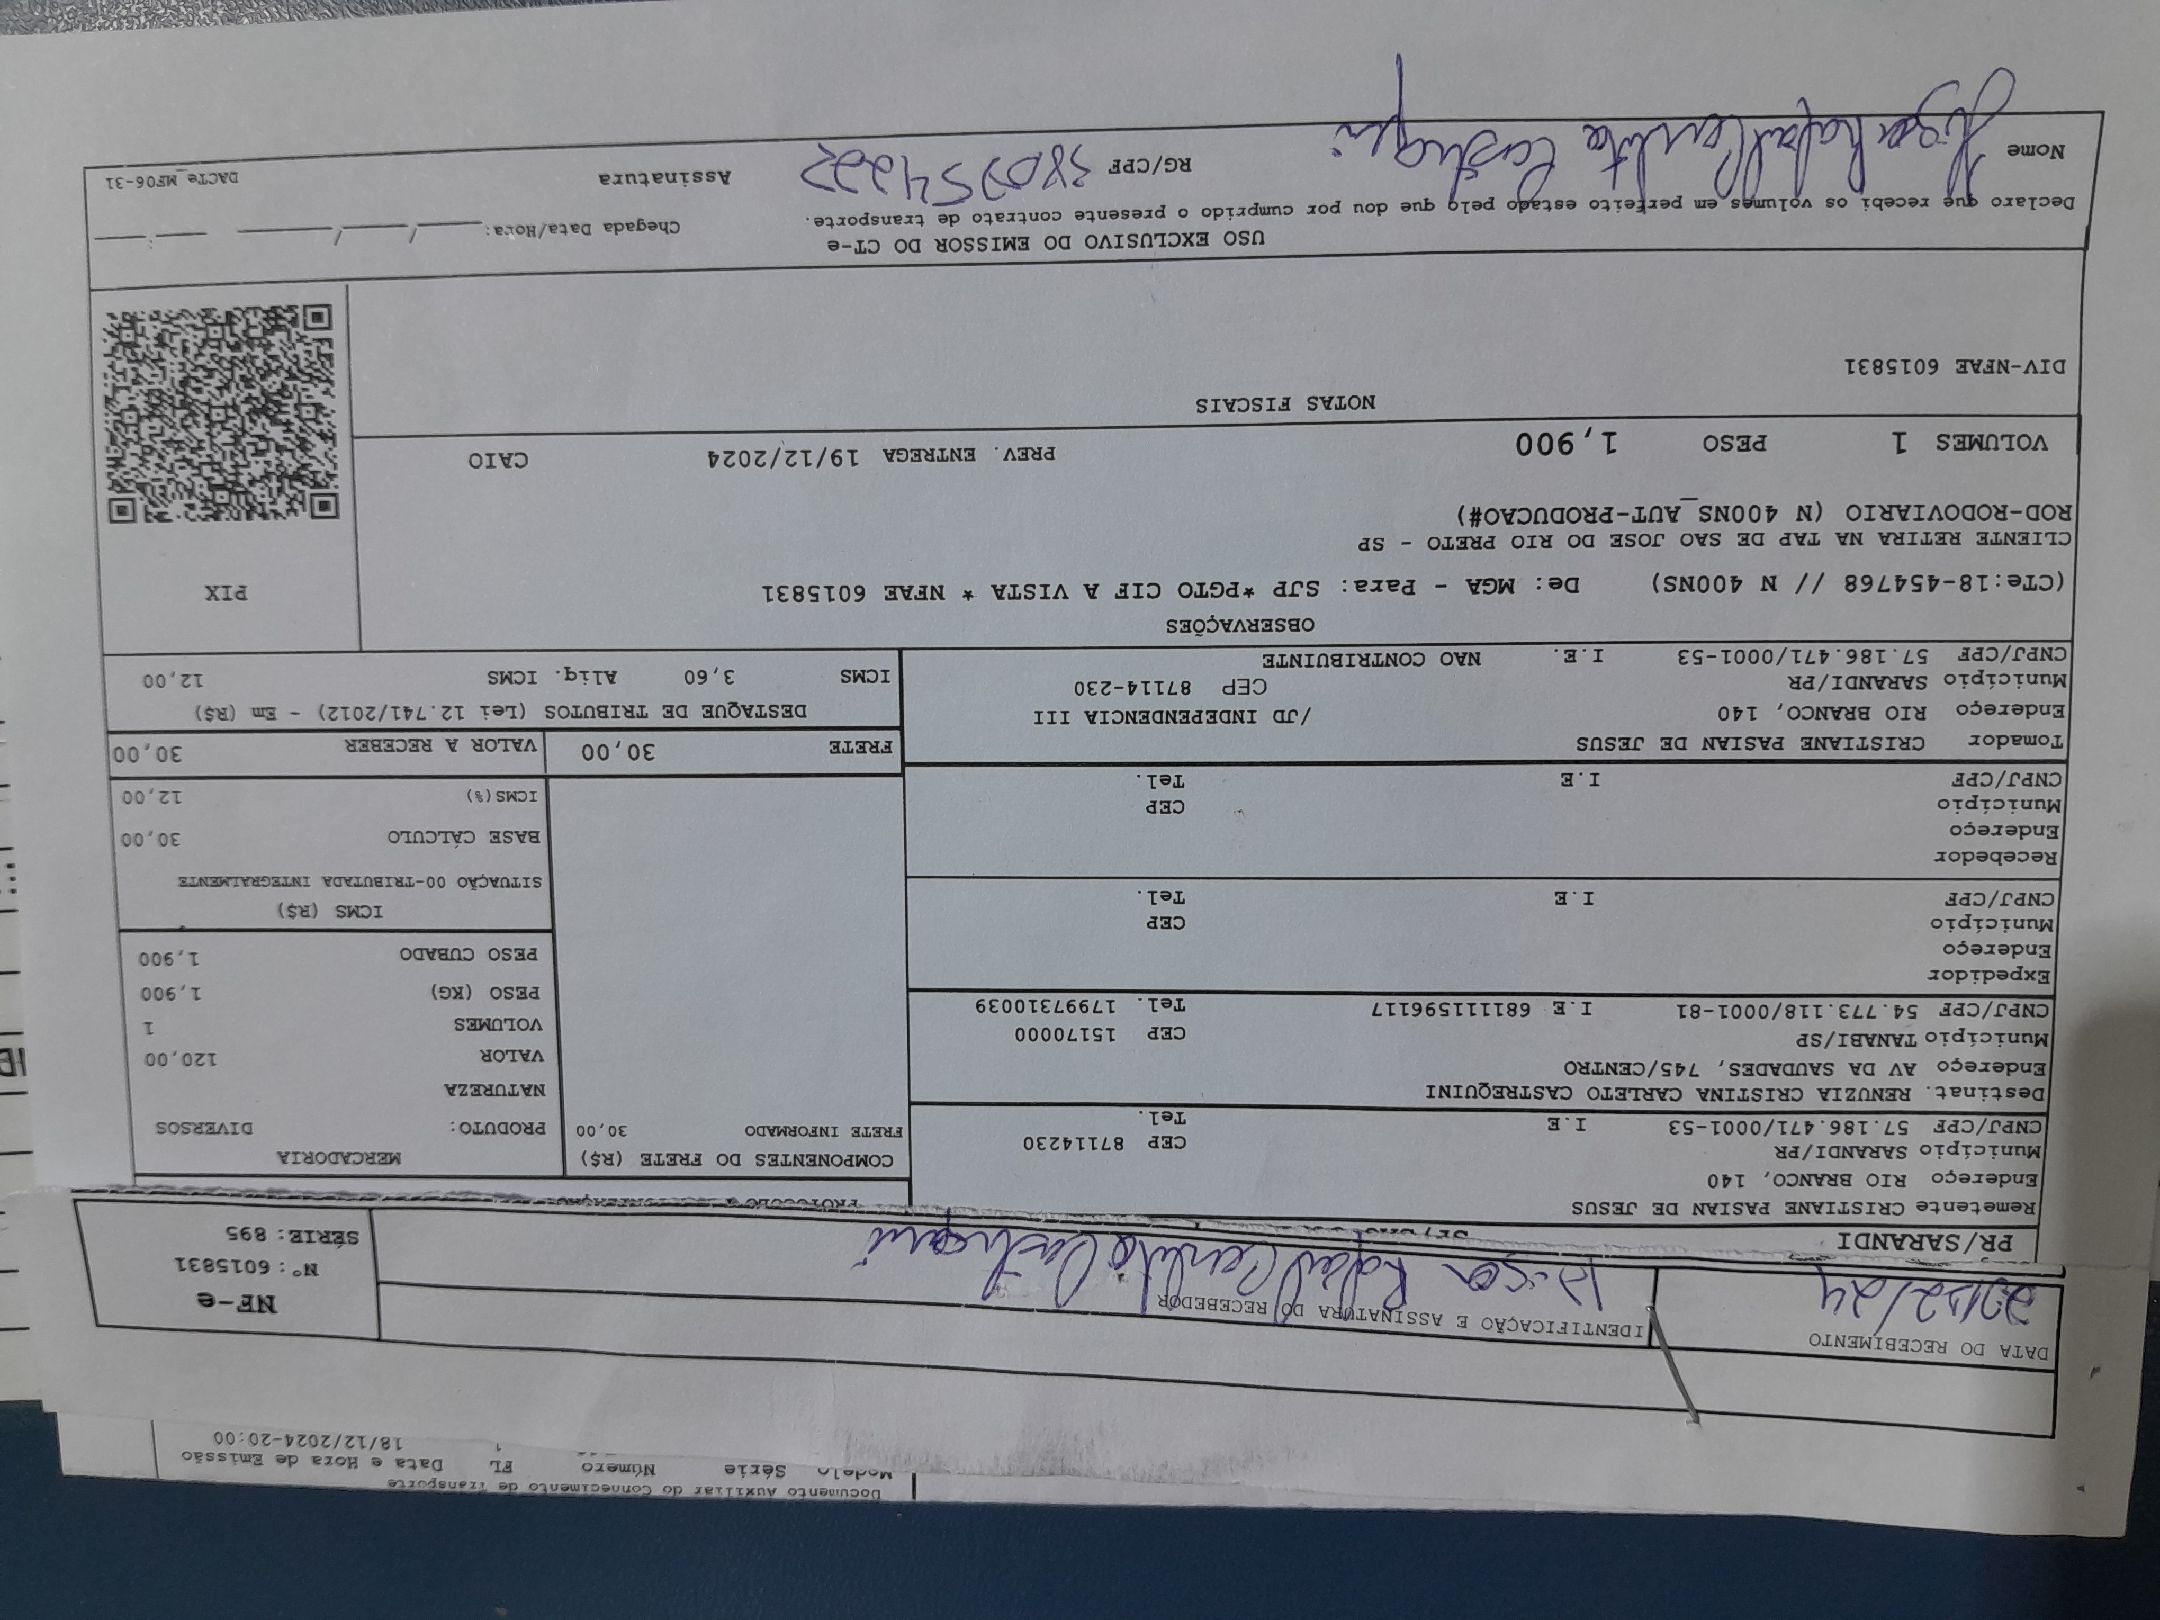 Documento Auxiliar do Conhecimento de Transporte
Modelo Série Número FL Data e Hora de Emissão
18/12/2024-20:00
DATA DO RECEBIMENTO
IDENTIFICAÇÃO E ASSINATURA DO RECEBEDOR
NF-e
Nº: 6015831
SÉRIE: 895
PR/SARANDI
Remetente CRISTIANE PASIAN DE JESUS
Endereço RIO BRANCO, 140
Município SARANDI/PR CEP 87114230
CNPJ/CPF 57.186.471/0001-53 I.E Tel.
Destinat. RENUZIA CRISTINA CARLETO CASTREQUINI
Endereço AV DA SAUDADES, 745/CENTRO
Município TANABI/SP CEP 15170000
CNPJ/CPF 54.773.118/0001-81 I.E 681111596117 Tel. 17997310039
Expedidor
Endereço
Município CEP
CNPJ/CPF I.E Tel.
Recebedor
Endereço
Município CEP
CNPJ/CPF I.E Tel.
Tomador CRISTIANE PASIAN DE JESUS
Endereço RIO BRANCO, 140 /JD INDEPENDENCIA III
Município SARANDI/PR CEP 87114-230
CNPJ/CPF 57.186.471/0001-53 I.E. NAO CONTRIBUINTE
COMPONENTES DO FRETE (R$)
FRETE INFORMADO 30,00
MERCADORIA
PRODUTO: DIVERSOS
NATUREZA
VALOR 120,00
VOLUMES 1
PESO (KG) 1,900
PESO CUBADO 1,900
ICMS (R$)
SITUAÇÃO 00-TRIBUTADA INTEGRALMENTE
BASE CÁLCULO 30,00
ICMS(%) 12,00
FRETE 30,00 VALOR A RECEBER 30,00
DESTAQUE DE TRIBUTOS (Lei 12.741/2012) - Em (R$)
ICMS 3,60 Aliq. ICMS 12,00
OBSERVAÇÕES
(CTe:18-454768 // N 400NS) De: MGA - Para: SJP *PGTO CIF A VISTA * NFAE 6015831
CLIENTE RETIRA NA TAP DE SAO JOSE DO RIO PRETO - SP
ROD-RODOVIARIO (N 400NS_AUT-PRODUCAO#)
VOLUMES 1 PESO 1,900 PREV. ENTREGA 19/12/2024 CAIO
PIX
NOTAS FISCAIS
DIV-NFAE 6015831
USO EXCLUSIVO DO EMISSOR DO CT-e
Declaro que recebi os volumes em perfeito estado pelo que dou por cumprido o presente contrato de transporte.
Chegada Data/Hora: ___/___/_____ __:__
Nome RG/CPF Assinatura
DACTe_MF06-31